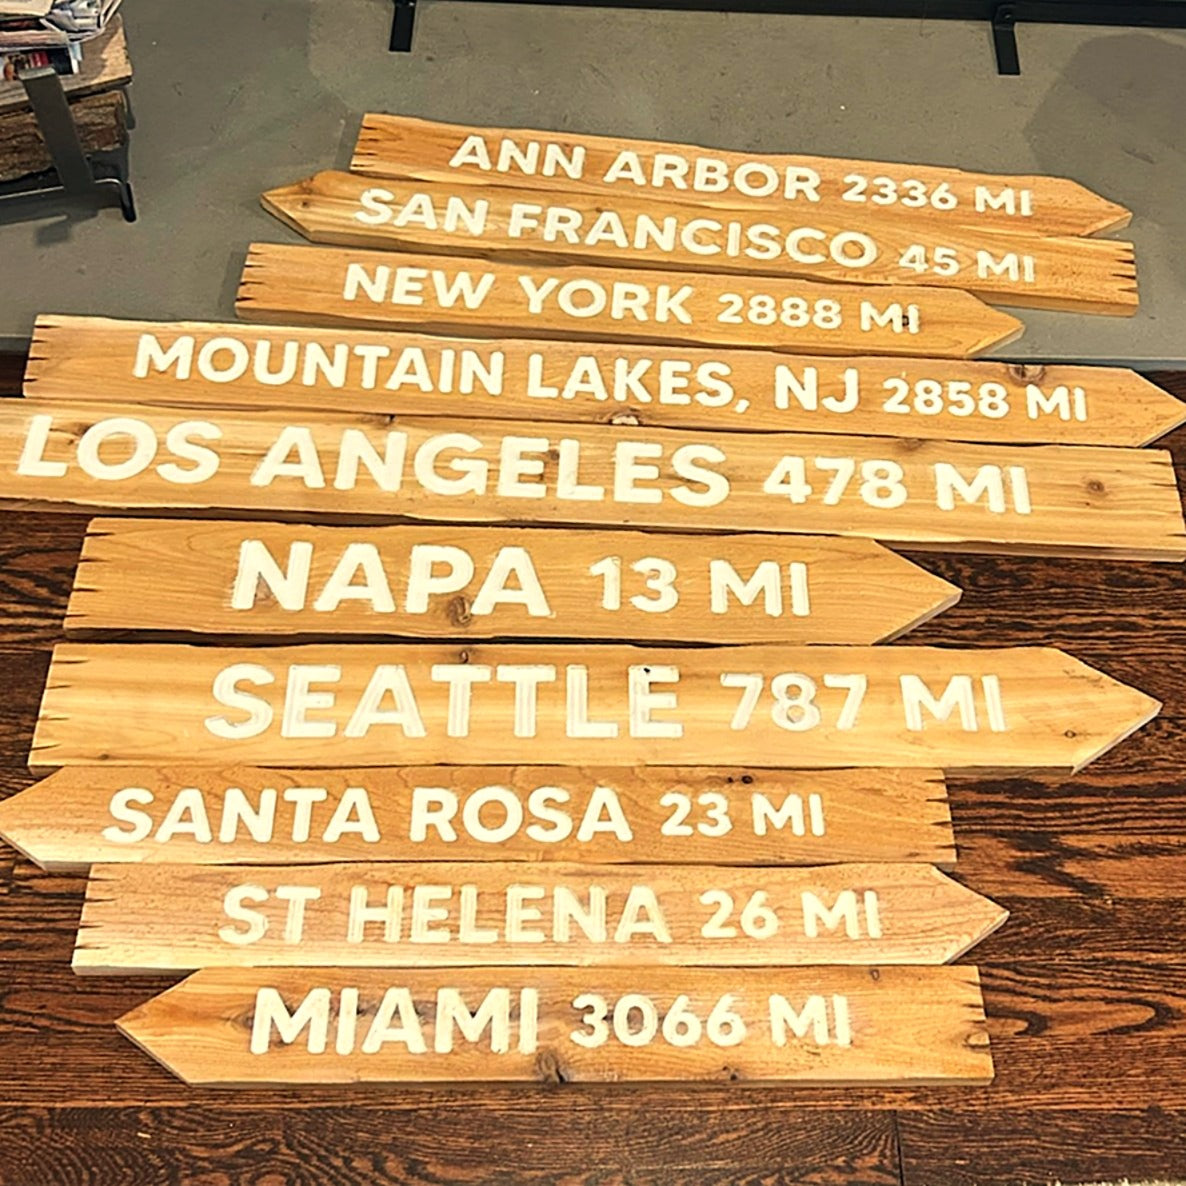 ANN ARBOR 2336 MI
SAN FRANCISCO 45 MI
NEW YORK 2888 MI
MOUNTAIN LAKES, NJ 2858 MI
LOS ANGELES 478 MI
NAPA 13 MI
SEATTLE 787 MI
SANTA ROSA 23 MI
ST HELENA 26 MI
MIAMI 3066 MI